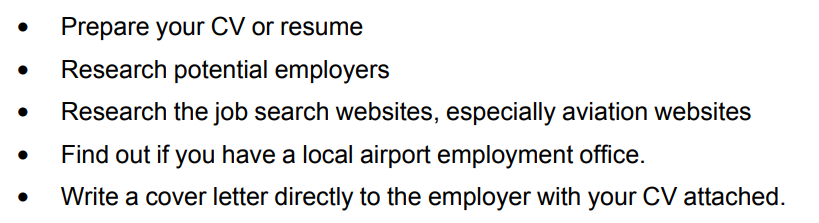 • Prepare your CV or resume
• Research potential employers
• Research the job search websites, especially aviation websites
• Find out if you have a local airport employment office.
• Write a cover letter directly to the employer with your CV attached.